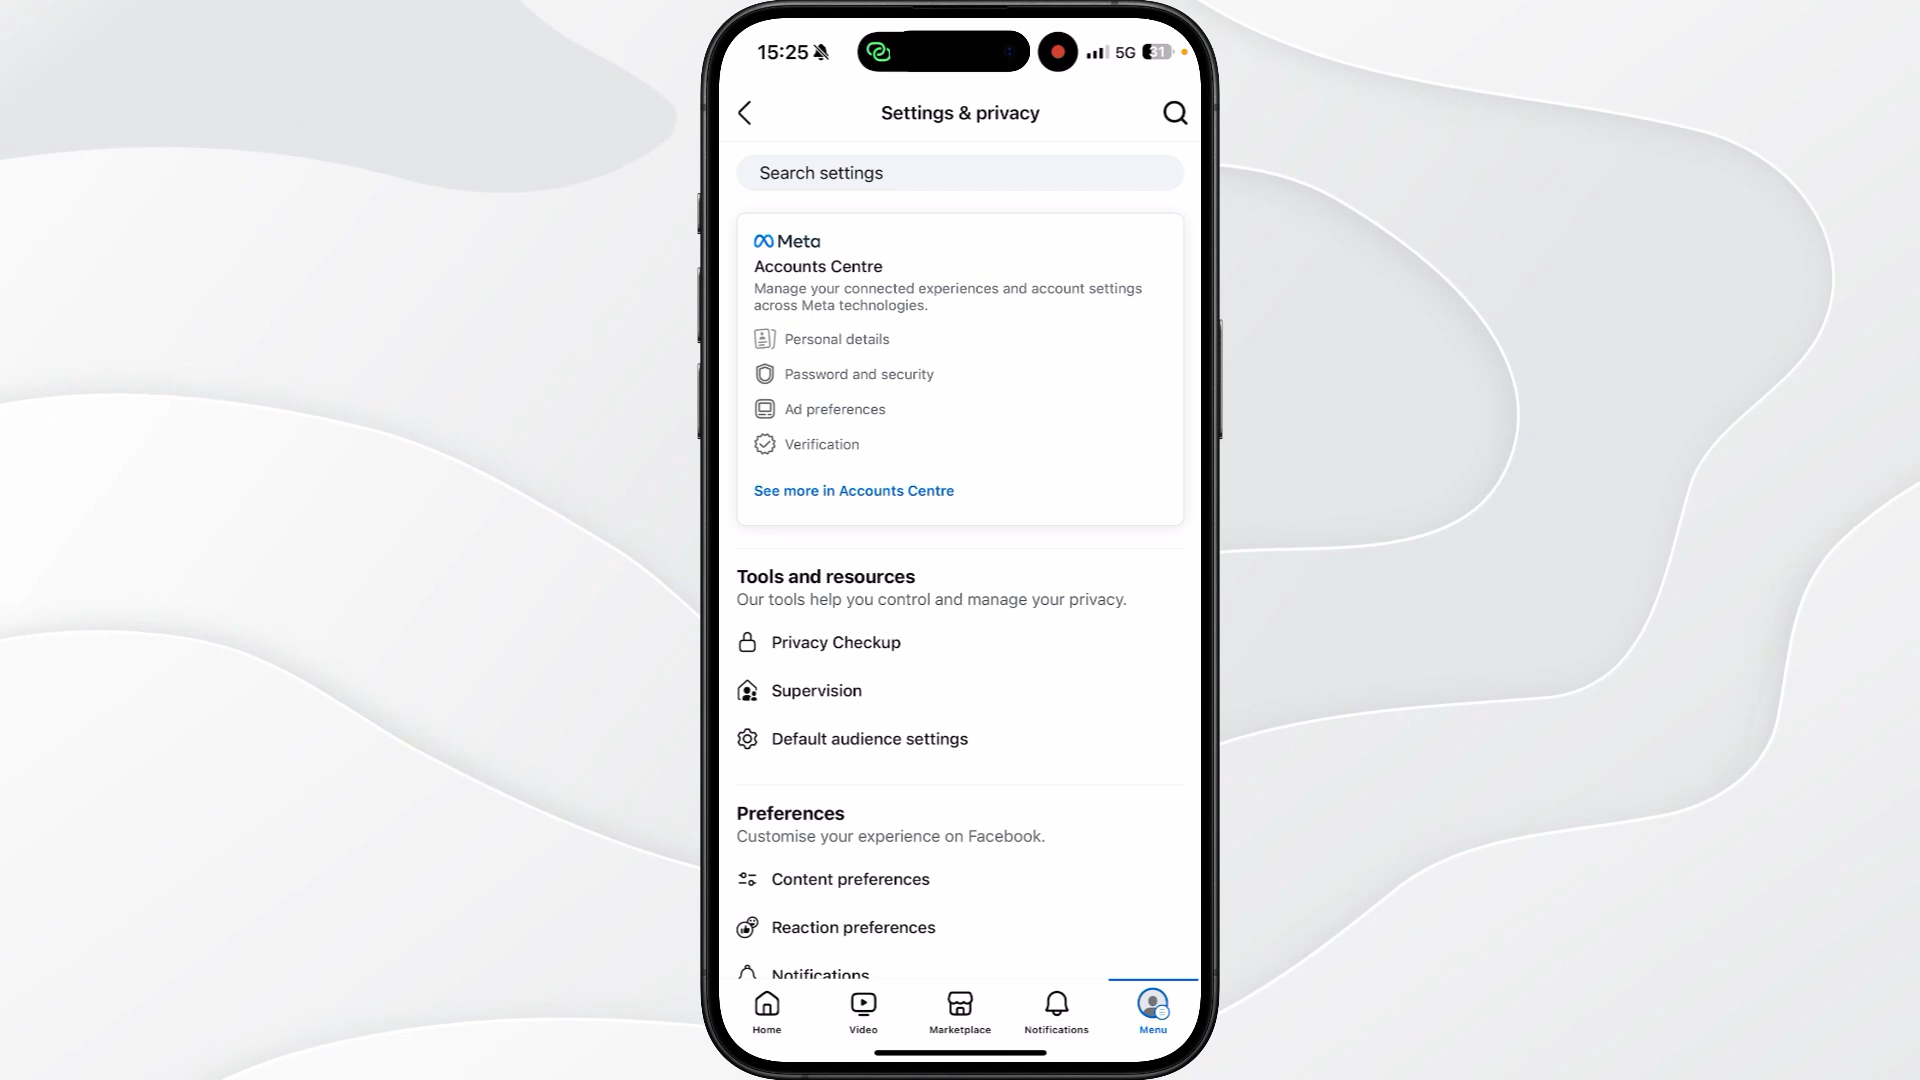 15:25
5G
31
Settings & privacy
Search settings
Meta
Accounts Centre
Manage your connected experiences and account settings
across Meta technologies.
Personal details
Password and security
Ad preferences
Verification
See more in Accounts Centre
Tools and resources
Our tools help you control and manage your privacy.
Privacy Checkup
Supervision
Default audience settings
Preferences
Customise your experience on Facebook.
Content preferences
Reaction preferences
Notifications
Home
Video
Marketplace
Notifications
Menu